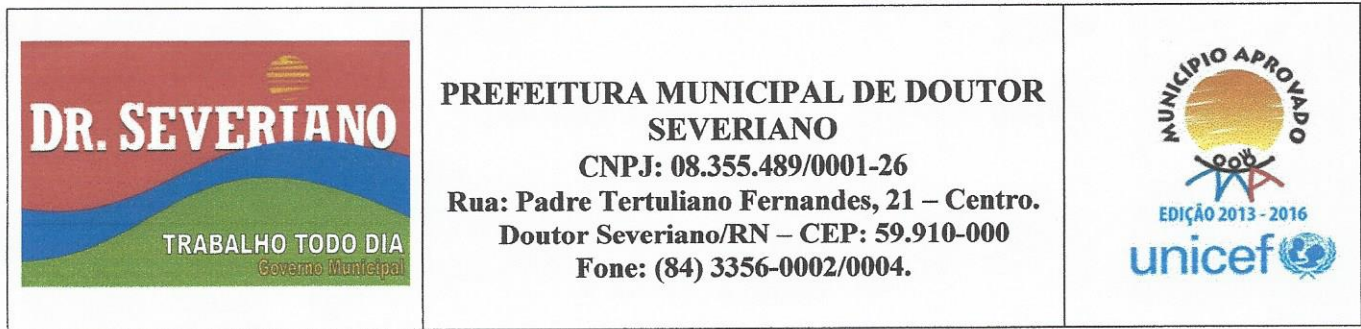 DR. SEVERIANO
TRABALHO TODO DIA
Governo Municipal
PREFEITURA MUNICIPAL DE DOUTOR
SEVERIANO
CNPJ: 08.355.489/0001-26
Rua: Padre Tertuliano Fernandes, 21 – Centro.
Doutor Severiano/RN – CEP: 59.910-000
Fone: (84) 3356-0002/0004.
MUNICÍPIO APROVADO
EDIÇÃO 2013 - 2016
unicef